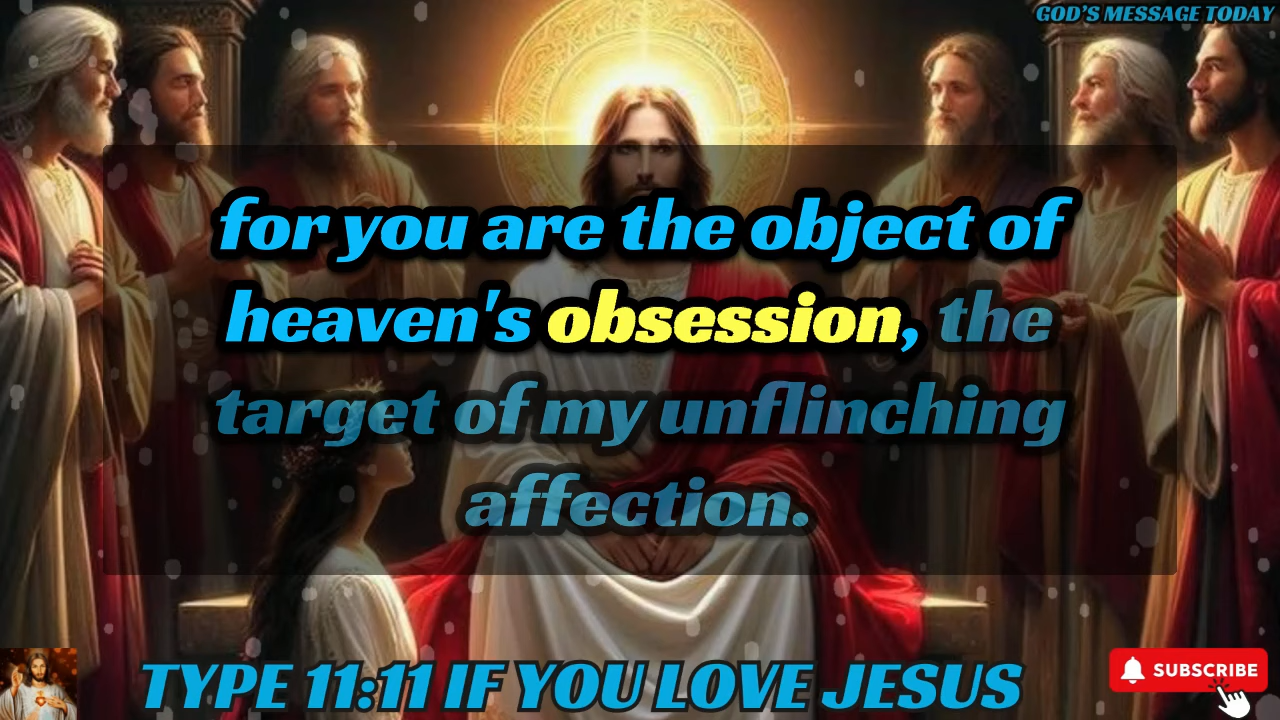 GOD'S MESSAGE TODAY
for you are the object of
heaven's obsession, the
target of my unflinching
affection.
TYPE 11:11 IF YOU LOVE JESUS
SUBSCRIBE